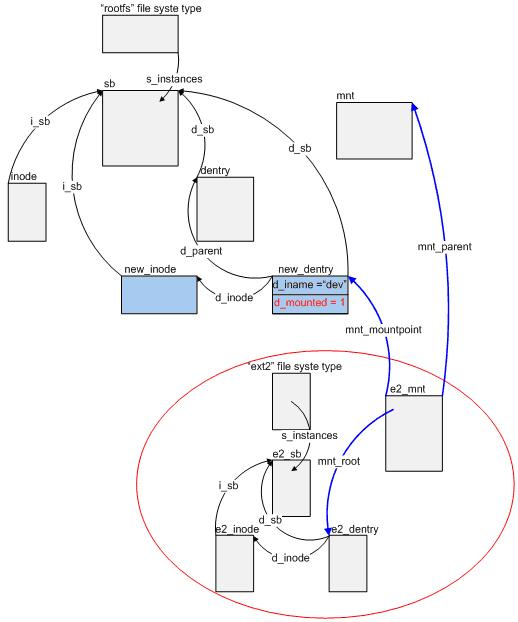 "rootfs" file syste type
s_instances
sb
mnt
i_sb
d_sb
d_sb
inode
dentry
i_sb
mnt_parent
d_parent
new_inode
new_dentry
d_iname ="dev"
d_inode
d_mounted = 1
mnt_mountpoint
"ext2" file syste type
e2_mnt
s_instances
e2_sb
mnt_root
i_sb
d_sb
e2_inode
e2_dentry
d_inode